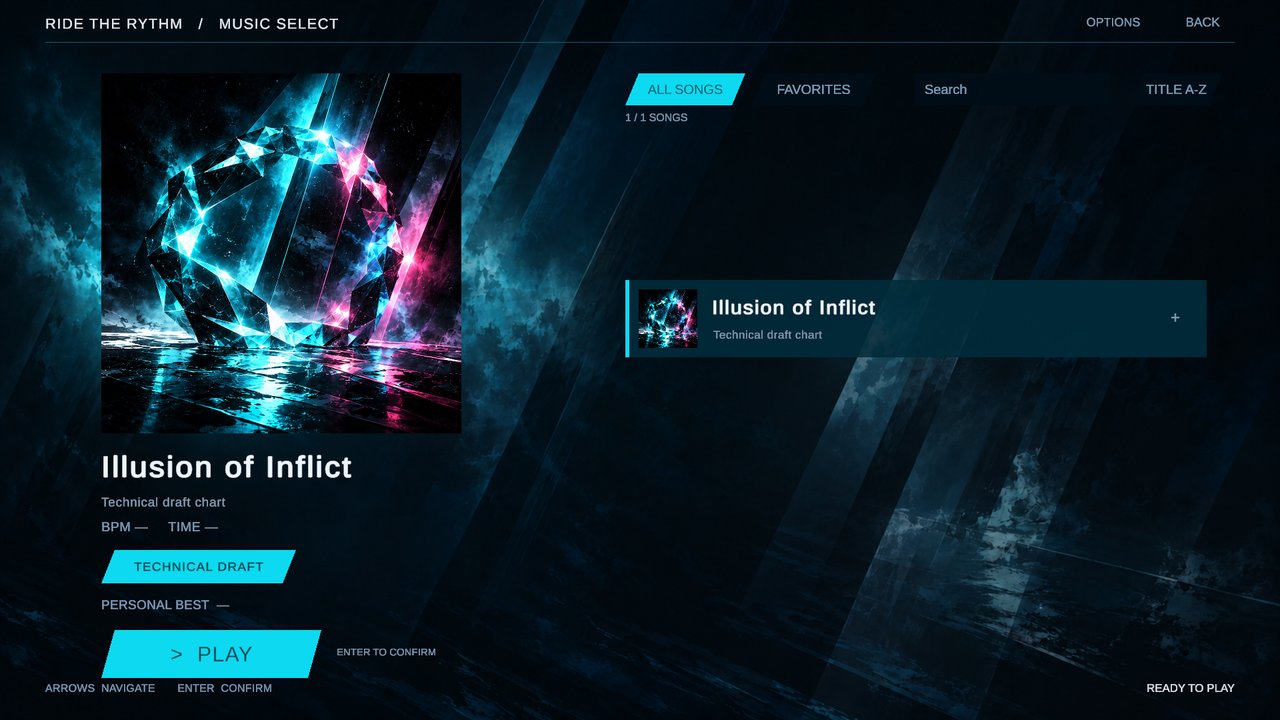 RIDE THE RYTHM / MUSIC SELECT
OPTIONS
BACK
ALL SONGS
FAVORITES
Search
TITLE A-Z
1 / 1 SONGS
Illusion of Inflict
Technical draft chart
+
Illusion of Inflict
Technical draft chart
BPM — TIME —
TECHNICAL DRAFT
PERSONAL BEST —
> PLAY
ENTER TO CONFIRM
ARROWS NAVIGATE ENTER CONFIRM
READY TO PLAY